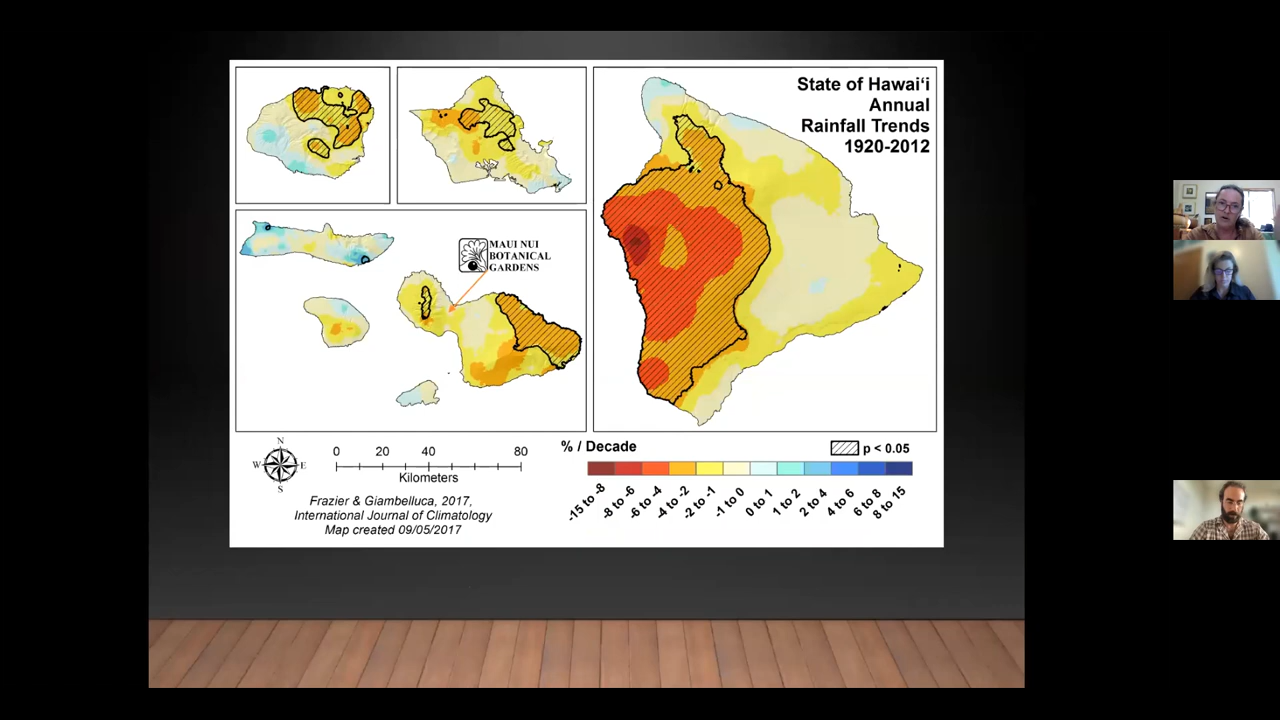 State of Hawaiʻi
Annual
Rainfall Trends
1920-2012
MAUI NUI
BOTANICAL
GARDENS
N
W
E
S
0 20 40 80
Kilometers
% / Decade
p < 0.05
-15 to -8
-8 to -6
-6 to -4
-4 to -2
-2 to -1
-1 to 0
0 to 1
1 to 2
2 to 4
4 to 6
6 to 8
8 to 15
Frazier & Giambelluca, 2017,
International Journal of Climatology
Map created 09/05/2017